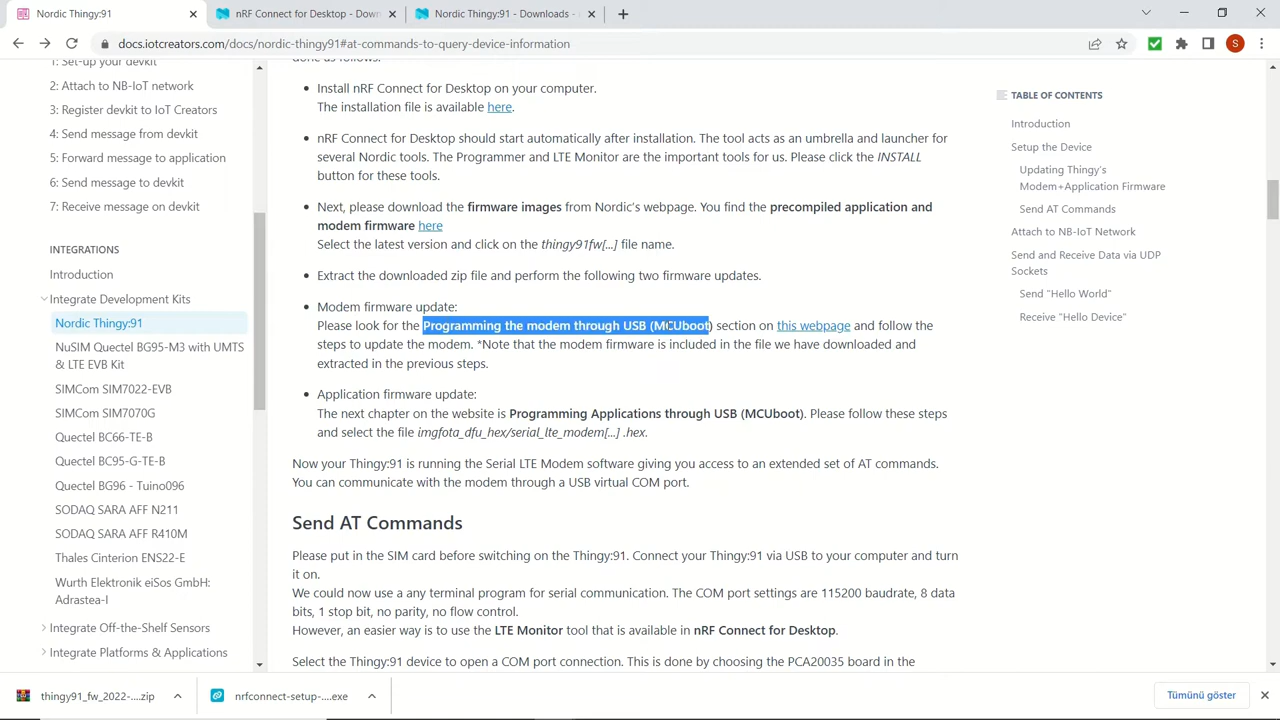 Nordic Thingy:91
nRF Connect for Desktop - Down
Nordic Thingy:91 - Downloads -
docs.iotcreators.com/docs/nordic-thingy91#at-commands-to-query-device-information
S
1: Set-up your devkit
2: Attach to NB-IoT network
3: Register devkit to IoT Creators
4: Send message from devkit
5: Forward message to application
6: Send message to devkit
7: Receive message on devkit
INTEGRATIONS
Introduction
Integrate Development Kits
Nordic Thingy:91
NuSIM Quectel BG95-M3 with UMTS
& LTE EVB Kit
SIMCom SIM7022-EVB
SIMCom SIM7070G
Quectel BC66-TE-B
Quectel BC95-G-TE-B
Quectel BG96 - Tuino096
SODAQ SARA AFF N211
SODAQ SARA AFF R410M
Thales Cinterion ENS22-E
Wurth Elektronik eiSos GmbH:
Adrastea-I
Integrate Off-the-Shelf Sensors
Integrate Platforms & Applications
done as follows:
• Install nRF Connect for Desktop on your computer.
The installation file is available here.
• nRF Connect for Desktop should start automatically after installation. The tool acts as an umbrella and launcher for
several Nordic tools. The Programmer and LTE Monitor are the important tools for us. Please click the INSTALL
button for these tools.
• Next, please download the firmware images from Nordic's webpage. You find the precompiled application and
modem firmware here
Select the latest version and click on the thingy91fw[...] file name.
• Extract the downloaded zip file and perform the following two firmware updates.
• Modem firmware update:
Please look for the Programming the modem through USB (MCUboot) section on this webpage and follow the
steps to update the modem. *Note that the modem firmware is included in the file we have downloaded and
extracted in the previous steps.
• Application firmware update:
The next chapter on the website is Programming Applications through USB (MCUboot). Please follow these steps
and select the file imgfota_dfu_hex/serial_lte_modem[...] .hex.
Now your Thingy:91 is running the Serial LTE Modem software giving you access to an extended set of AT commands.
You can communicate with the modem through a USB virtual COM port.
Send AT Commands
Please put in the SIM card before switching on the Thingy:91. Connect your Thingy:91 via USB to your computer and turn
it on.
We could now use a any terminal program for serial communication. The COM port settings are 115200 baudrate, 8 data
bits, 1 stop bit, no parity, no flow control.
However, an easier way is to use the LTE Monitor tool that is available in nRF Connect for Desktop.
Select the Thingy:91 device to open a COM port connection. This is done by choosing the PCA20035 board in the
TABLE OF CONTENTS
Introduction
Setup the Device
Updating Thingy's
Modem+Application Firmware
Send AT Commands
Attach to NB-IoT Network
Send and Receive Data via UDP
Sockets
Send "Hello World"
Receive "Hello Device"
thingy91_fw_2022-....zip
nrfconnect-setup-....exe
Tümünü göster